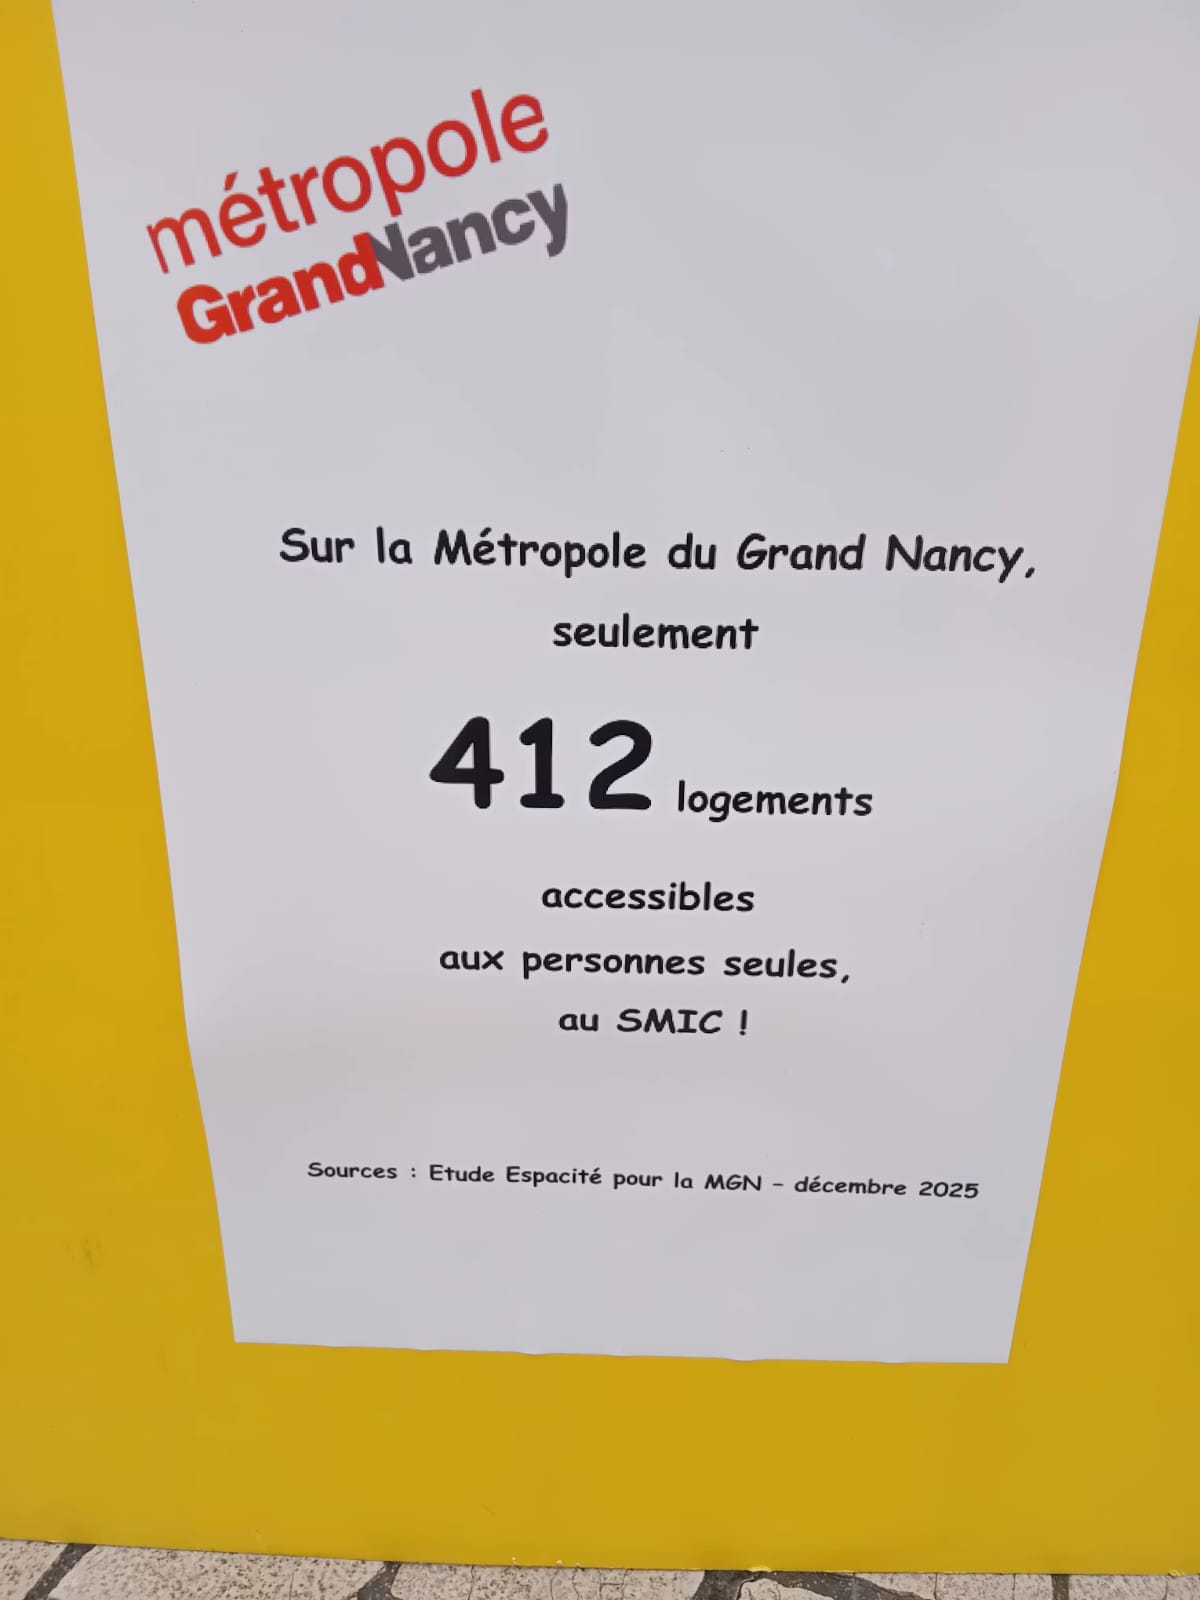 métropole
GrandNancy
Sur la Métropole du Grand Nancy,
seulement
412 logements
accessibles
aux personnes seules,
au SMIC !
Sources : Etude Espacité pour la MGN - décembre 2025